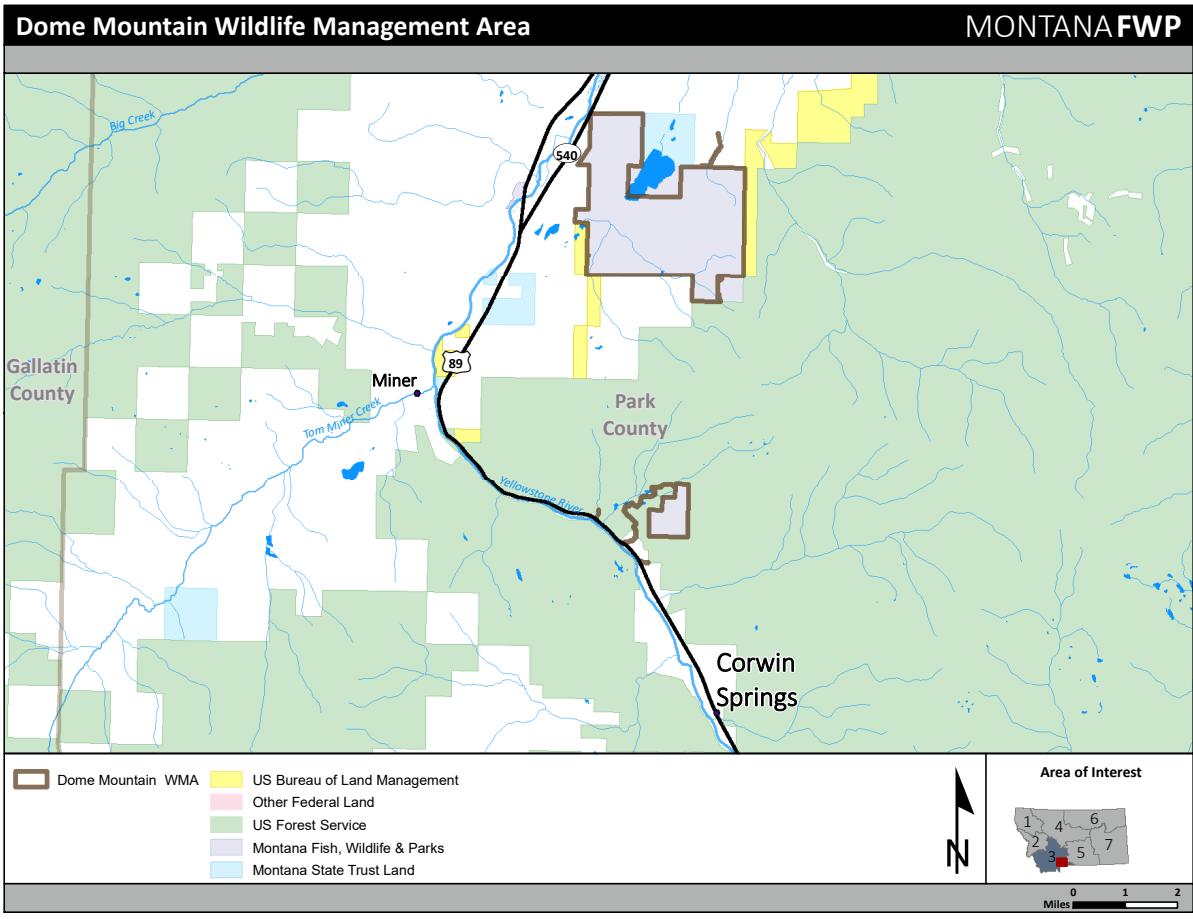 Dome Mountain Wildlife Management Area
MONTANA FWP
Big Creek
540
89
Gallatin
County
Miner
Tom Miner Creek
Park
County
Yellowstone River
Corwin
Springs
Dome Mountain WMA
US Bureau of Land Management
Other Federal Land
US Forest Service
Montana Fish, Wildlife & Parks
Montana State Trust Land
N
Area of Interest
1
2
3
4
5
6
7
0 1 2
Miles